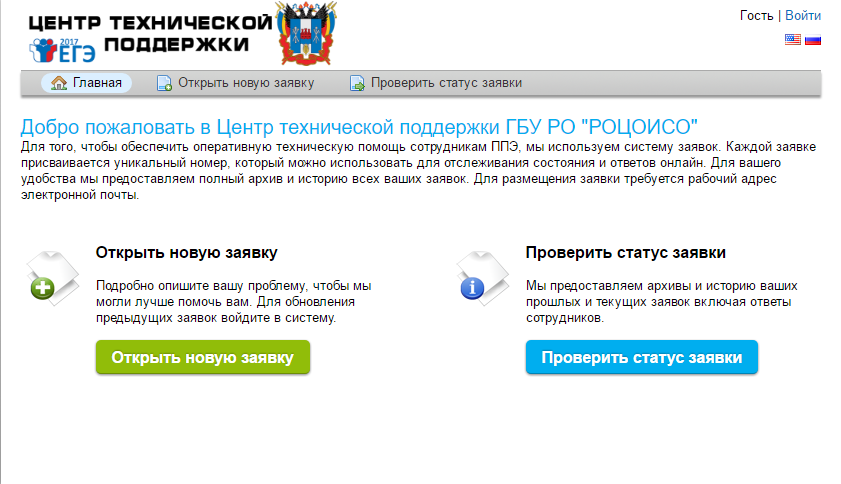 ЦЕНТР ТЕХНИЧЕСКОЙ
ПОДДЕРЖКИ
2017
ЕГЭ
Гость | Войти
Главная
Открыть новую заявку
Проверить статус заявки
Добро пожаловать в Центр технической поддержки ГБУ РО "РОЦОИСО"
Для того, чтобы обеспечить оперативную техническую помощь сотрудникам ППЭ, мы используем систему заявок. Каждой заявке
присваивается уникальный номер, который можно использовать для отслеживания состояния и ответов онлайн. Для вашего
удобства мы предоставляем полный архив и историю всех ваших заявок. Для размещения заявки требуется рабочий адрес
электронной почты.
Открыть новую заявку
Подробно опишите вашу проблему, чтобы мы
могли лучше помочь вам. Для обновления
предыдущих заявок войдите в систему.
Открыть новую заявку
Проверить статус заявки
Мы предоставляем архивы и историю ваших
прошлых и текущих заявок включая ответы
сотрудников.
Проверить статус заявки